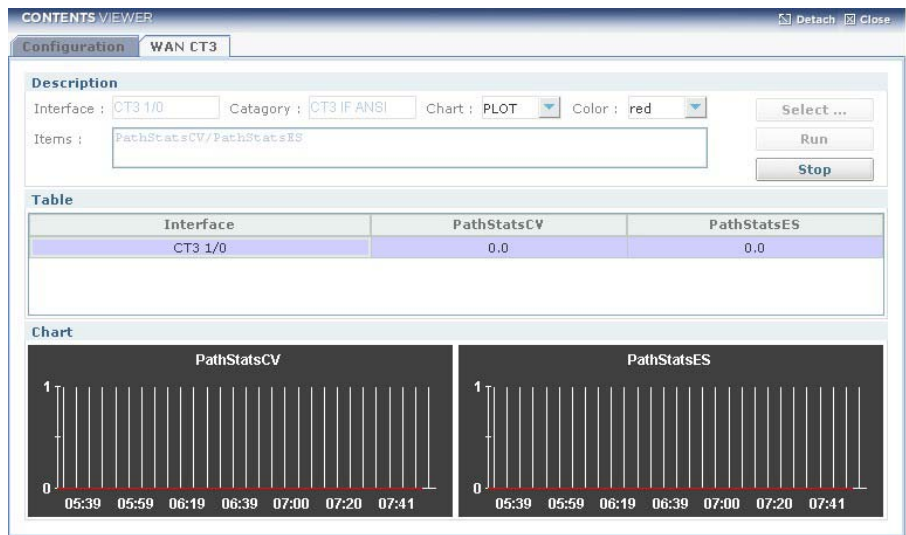 CONTENTS VIEWER Detach Close
Configuration WAN CT3
Description
Interface : CT3 1/0 Catagory : CT3 IF ANSI Chart : PLOT Color : red Select ...
Items : PathStatsCV/PathStatsES Run
Stop
Table
Interface PathStatsCV PathStatsES
CT3 1/0 0.0 0.0
Chart
PathStatsCV PathStatsES
1 1
0 0
05:39 05:59 06:19 06:39 07:00 07:20 07:41 05:39 05:59 06:19 06:39 07:00 07:20 07:41